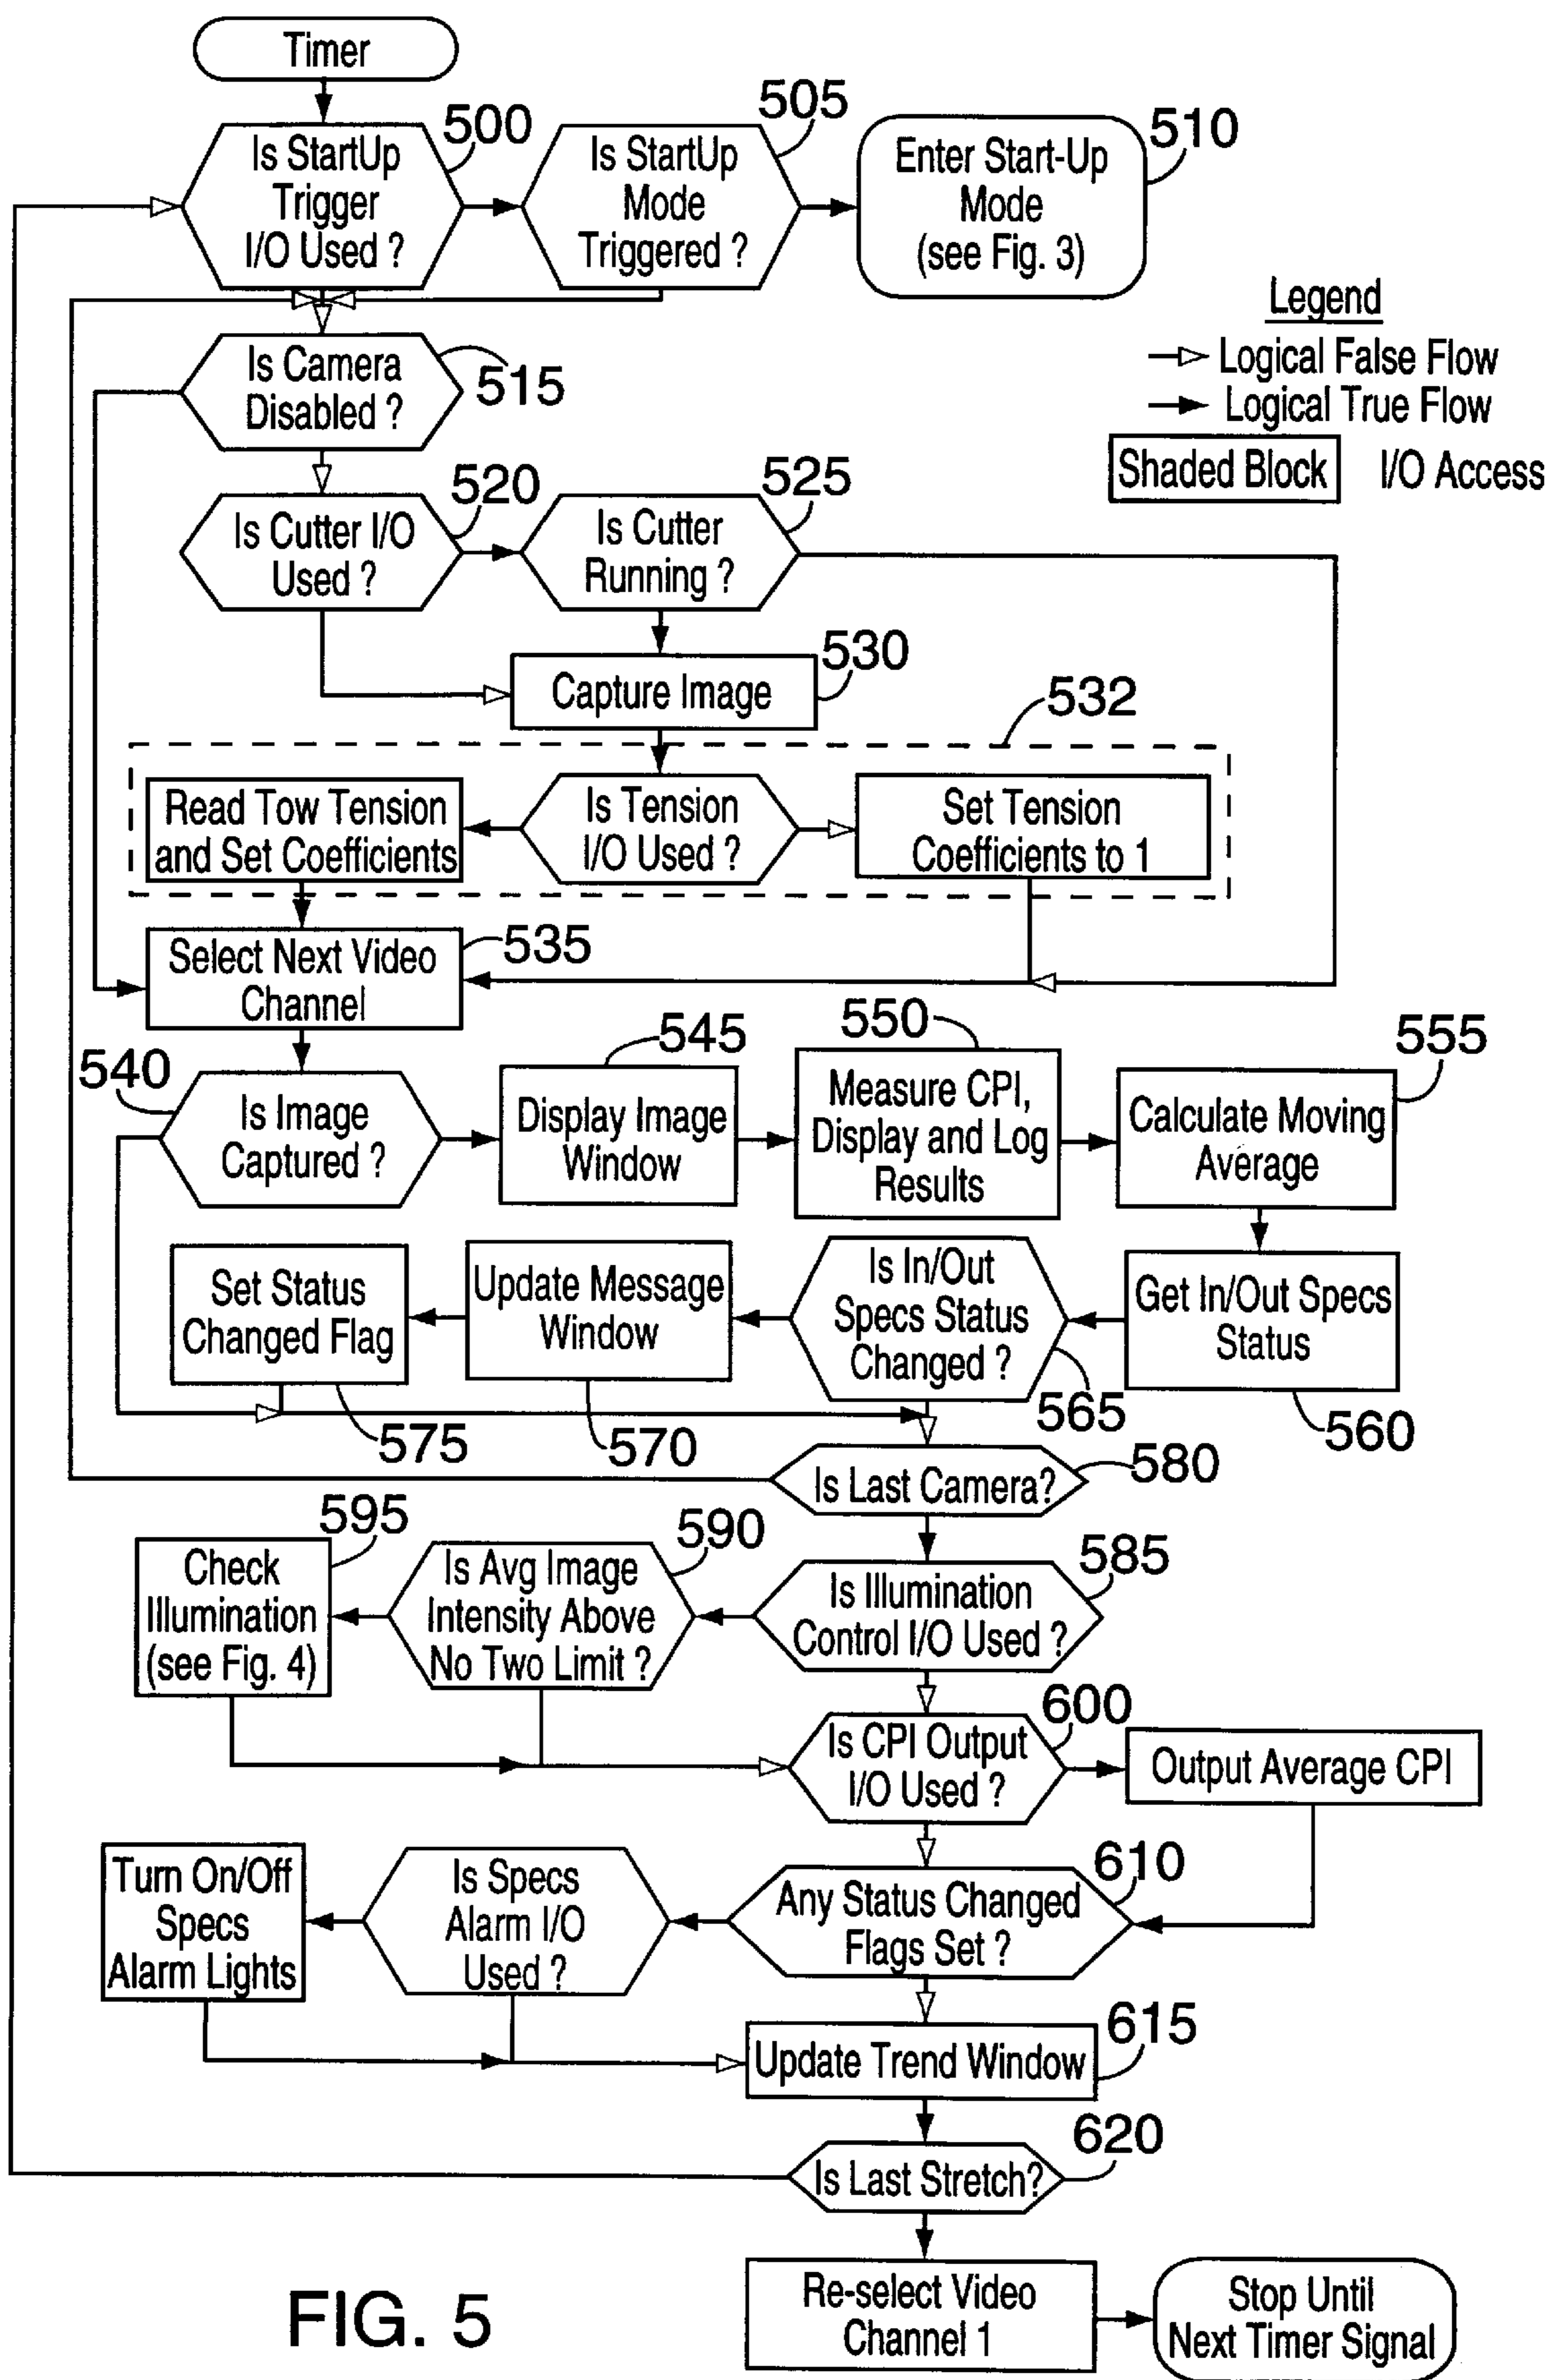 Timer
500
505
Is StartUp
Trigger
I/O Used ?
Is StartUp
Mode
Triggered ?
Enter Start-Up
Mode
(see Fig. 3)
510
Legend
Logical False Flow
Logical True Flow
Shaded Block
I/O Access
Is Camera
Disabled ?
515
520
525
Is Cutter I/O
Used ?
Is Cutter
Running ?
530
Capture Image
532
Read Tow Tension
and Set Coefficients
Is Tension
I/O Used ?
Set Tension
Coefficients to 1
Select Next Video
Channel
535
540
545
550
555
Is Image
Captured ?
Display Image
Window
Measure CPI,
Display and Log
Results
Calculate Moving
Average
Set Status
Changed Flag
Update Message
Window
Is In/Out
Specs Status
Changed ?
Get In/Out Specs
Status
575
570
565
560
Is Last Camera?
580
595
590
585
Check
Illumination
(see Fig. 4)
Is Avg Image
Intensity Above
No Two Limit ?
Is Illumination
Control I/O Used ?
600
Is CPI Output
I/O Used ?
Output Average CPI
610
Turn On/Off
Specs
Alarm Lights
Is Specs
Alarm I/O
Used ?
Any Status Changed
Flags Set ?
615
Update Trend Window
620
Is Last Stretch?
Re-select Video
Channel 1
Stop Until
Next Timer Signal
FIG. 5